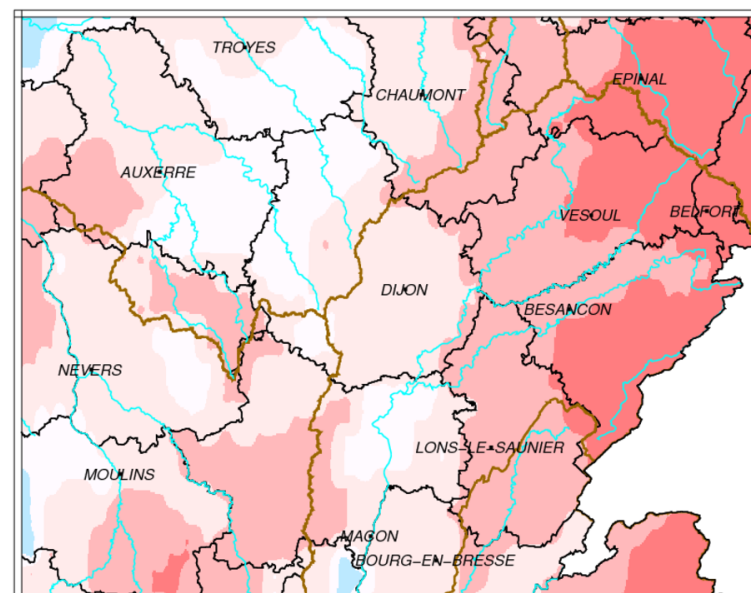 TROYES
EPINAL
CHAUMONT
AUXERRE
VESOUL
BELFORT
DIJON
BESANCON
NEVERS
LONS-LE-SAUNIER
MOULINS
MACON
BOURG-EN-BRESSE